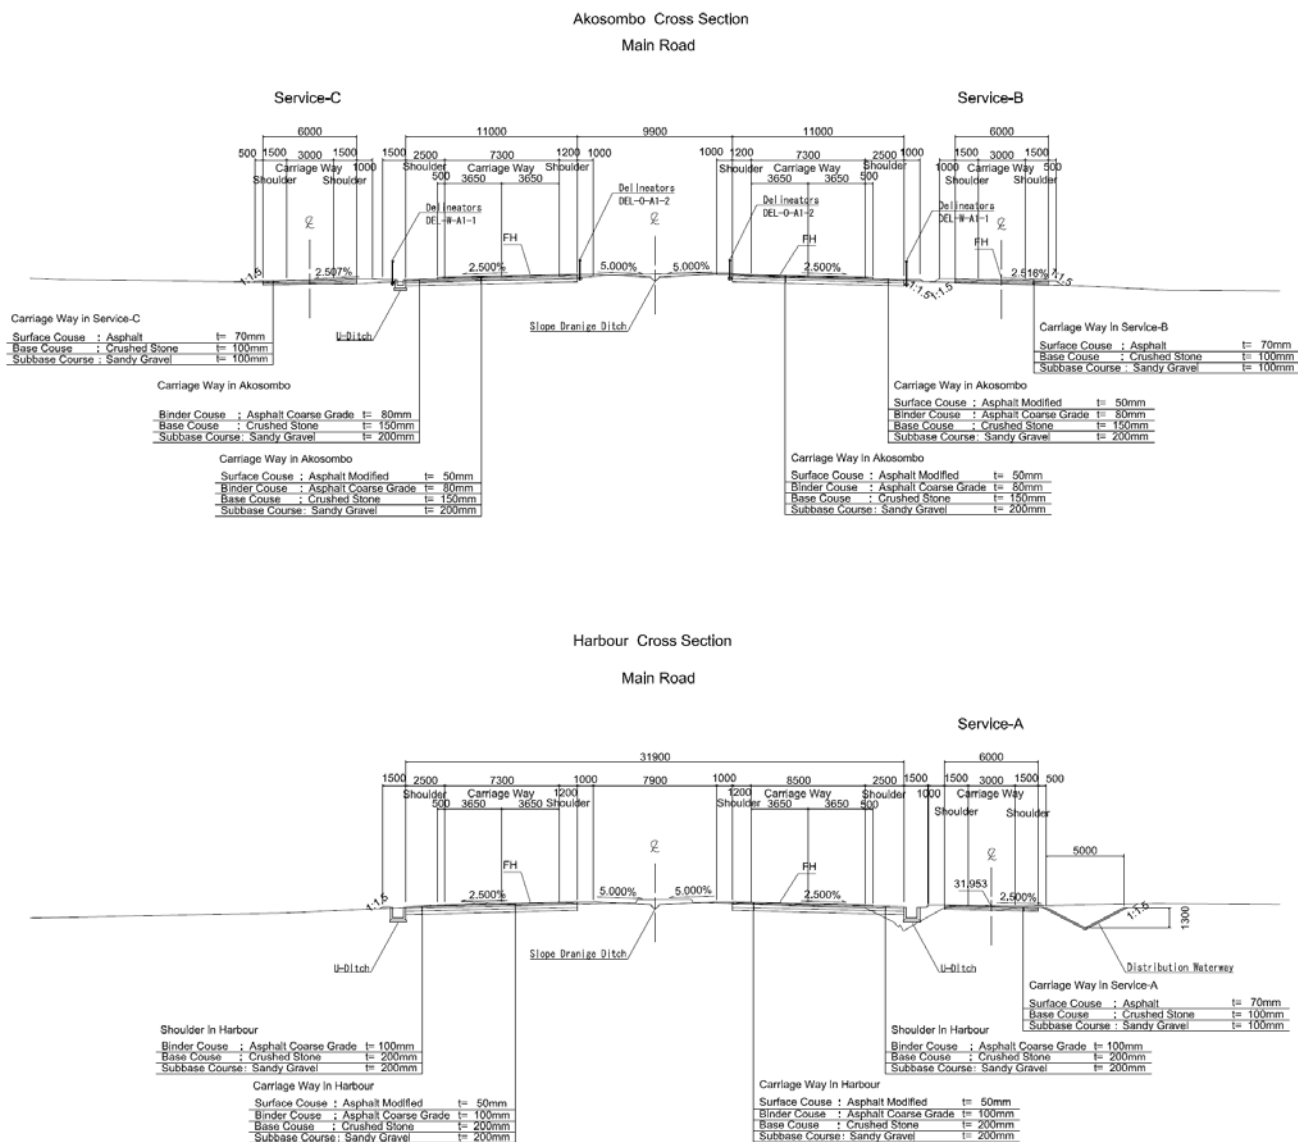 Akosombo Cross Section
Main Road
Service-C
Service-B
6000
11000
9900
11000
6000
500 1500 3000 1500 1000 1500 2500 7300 1200 1000
1000 1200 7300 2500 1000 1000 1500 3000 1500 500
Shoulder Carriage Way Shoulder
Shoulder Carriage Way Shoulder
Shoulder Carriage Way Shoulder
Shoulder Carriage Way Shoulder
500 3650 3650
3650 3650 500
Delineators
DEL-W-A1-1
Delineators
DEL-O-A1-2
Delineators
DEL-O-A1-2
Delineators
DEL-W-A1-1
FH
FH
FH
1:1.5
2.507%
2.500%
5.000%
5.000%
2.500%
1:1.5
1:1.5
2.516%
1:1.5
U-Ditch
Slope Dranige Ditch
Carriage Way in Service-C
Surface Couse : Asphalt t= 70mm
Base Couse : Crushed Stone t= 100mm
Subbase Course : Sandy Gravel t= 100mm
Carriage Way in Service-B
Surface Couse : Asphalt t= 70mm
Base Couse : Crushed Stone t= 100mm
Subbase Course : Sandy Gravel t= 100mm
Carriage Way in Akosombo
Binder Couse : Asphalt Coarse Grade t= 80mm
Base Couse : Crushed Stone t= 150mm
Subbase Course: Sandy Gravel t= 200mm
Carriage Way in Akosombo
Surface Couse : Asphalt Modified t= 50mm
Binder Couse : Asphalt Coarse Grade t= 80mm
Base Couse : Crushed Stone t= 150mm
Subbase Course : Sandy Gravel t= 200mm
Carriage Way in Akosombo
Surface Couse : Asphalt Modified t= 50mm
Binder Couse : Asphalt Coarse Grade t= 80mm
Base Couse : Crushed Stone t= 150mm
Subbase Course: Sandy Gravel t= 200mm
Carriage Way in Akosombo
Surface Couse : Asphalt Modified t= 50mm
Binder Couse : Asphalt Coarse Grade t= 80mm
Base Couse : Crushed Stone t= 150mm
Subbase Course: Sandy Gravel t= 200mm
Harbour Cross Section
Main Road
Service-A
31900
6000
1500 2500 7300 1200 1000 7900 1000 1200 8500 2500 1500 1000 1500 3000 1500 500
Shoulder Carriage Way Shoulder
Shoulder Carriage Way Shoulder
Shoulder Carriage Way Shoulder
500 3650 3650
3650 3650 500
5000
FH
FH
31.953
1:1.5
2.500%
5.000%
5.000%
2.500%
2.500%
1:1.5
1300
U-Ditch
Slope Dranige Ditch
U-Ditch
Distribution Waterway
Carriage Way in Service-A
Surface Couse : Asphalt t= 70mm
Base Couse : Crushed Stone t= 100mm
Subbase Course : Sandy Gravel t= 100mm
Shoulder in Harbour
Binder Couse : Asphalt Coarse Grade t= 100mm
Base Couse : Crushed Stone t= 200mm
Subbase Course: Sandy Gravel t= 200mm
Shoulder in Harbour
Binder Couse : Asphalt Coarse Grade t= 100mm
Base Couse : Crushed Stone t= 200mm
Subbase Course: Sandy Gravel t= 200mm
Carriage Way in Harbour
Surface Couse : Asphalt Modified t= 50mm
Binder Couse : Asphalt Coarse Grade t= 100mm
Base Couse : Crushed Stone t= 200mm
Subbase Course: Sandy Gravel t= 200mm
Carriage Way in Harbour
Surface Couse : Asphalt Modified t= 50mm
Binder Couse : Asphalt Coarse Grade t= 100mm
Base Couse : Crushed Stone t= 200mm
Subbase Course: Sandy Gravel t= 200mm